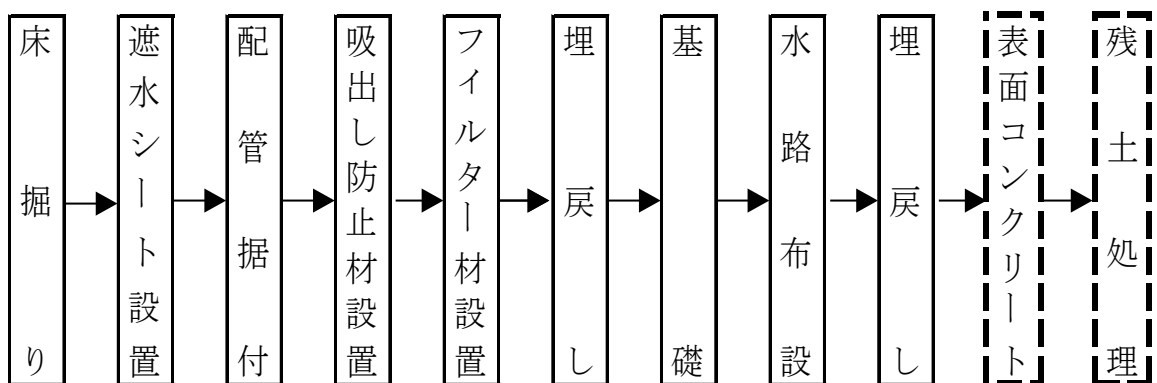 床掘り
遮水シート設置
配管据付
吸出し防止材設置
フィルター材設置
埋戻し
基礎
水路布設
埋戻し
表面コンクリート
残土処理